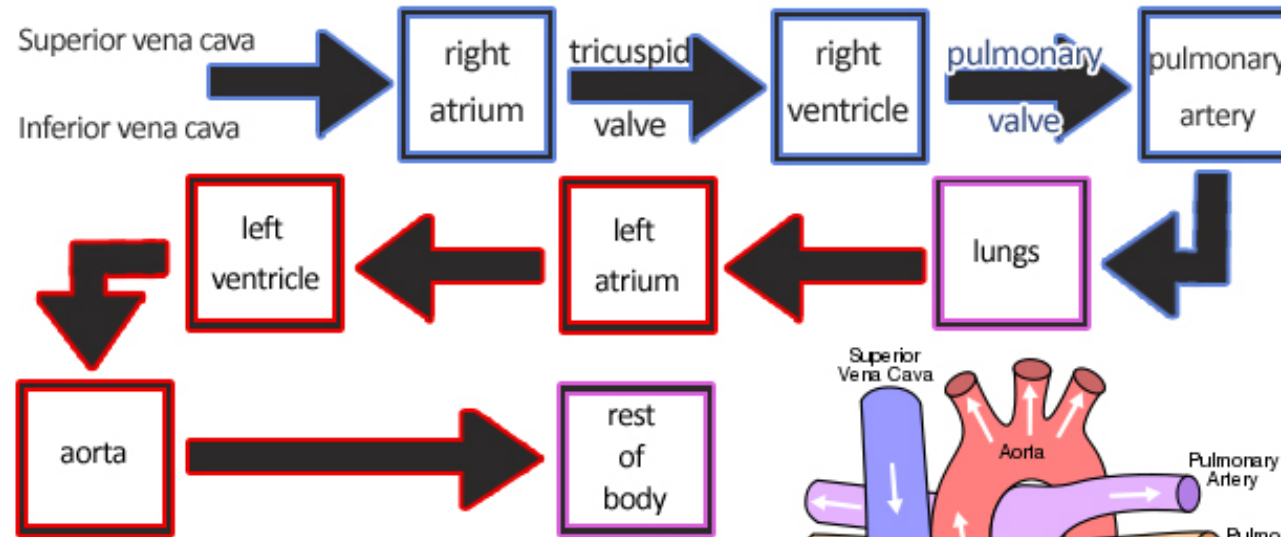 Superior vena cava
Inferior vena cava
right
atrium
tricuspid
valve
right
ventricle
pulmonary
valve
pulmonary
artery
left
ventricle
left
atrium
lungs
aorta
rest
of
body
Superior
Vena Cava
Aorta
Pulmonary
Artery